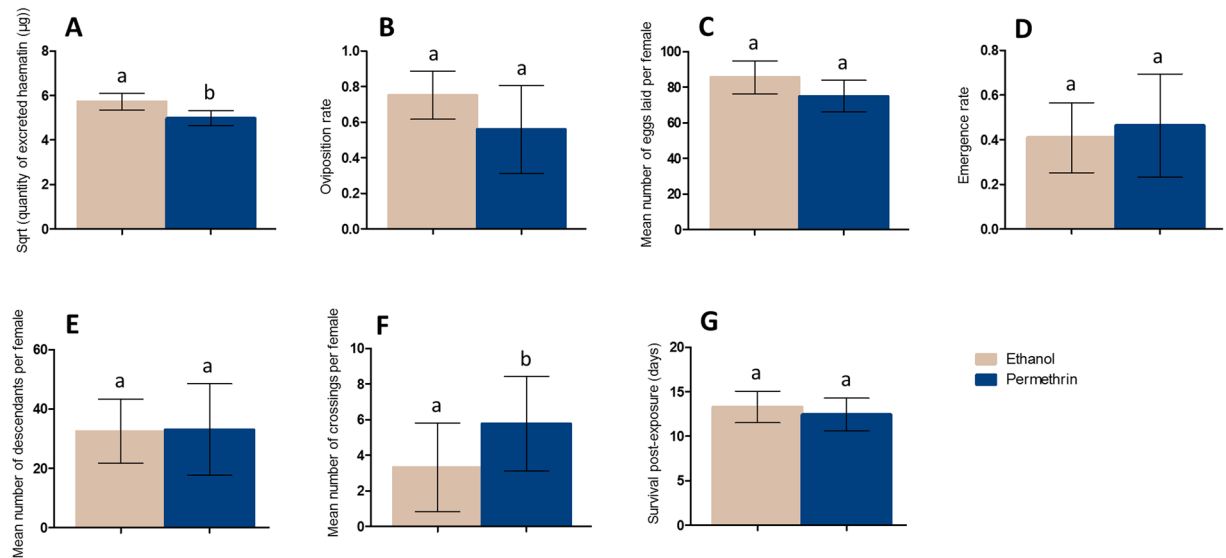 A
Sqrt (quantity of excreted haematin (µg))
8
6
4
2
0
a
b
B
Oviposition rate
1.0
0.8
0.6
0.4
0.2
0.0
a
a
C
Mean number of eggs laid per female
100
80
60
40
20
0
a
a
D
Emergence rate
0.8
0.6
0.4
0.2
0.0
a
a
E
Mean number of descendants per female
60
40
20
0
a
a
F
Mean number of crossings per female
10
8
6
4
2
0
a
b
G
Survival post-exposure (days)
20
15
10
5
0
a
a
Ethanol
Permethrin